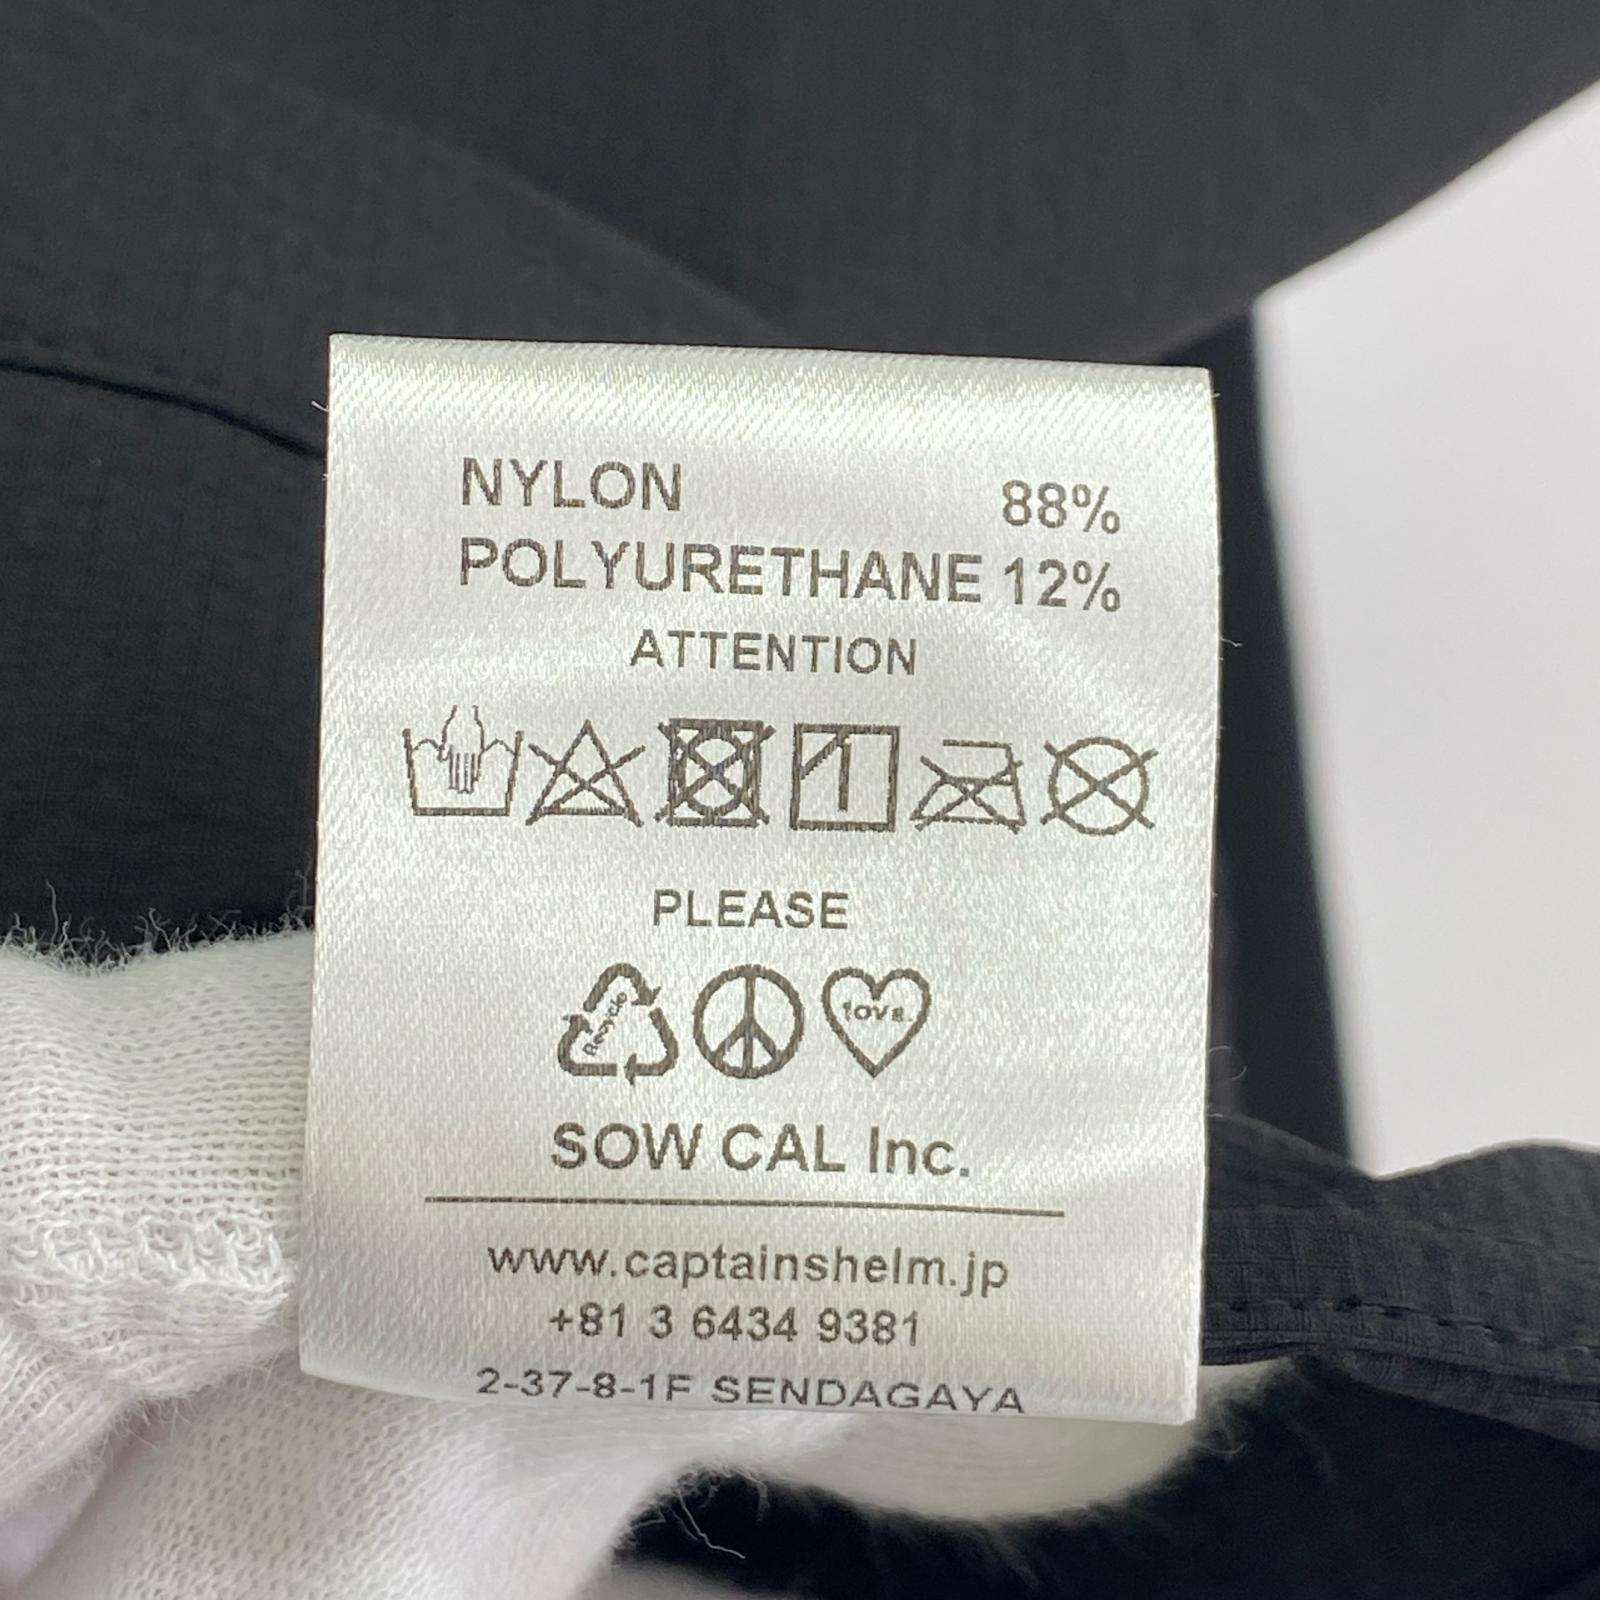 NYLON 88%
POLYURETHANE 12%
ATTENTION
PLEASE
Recycle
love.
SOW CAL Inc.
www.captainshelm.jp
+81 3 6434 9381
2-37-8-1F SENDAGAYA